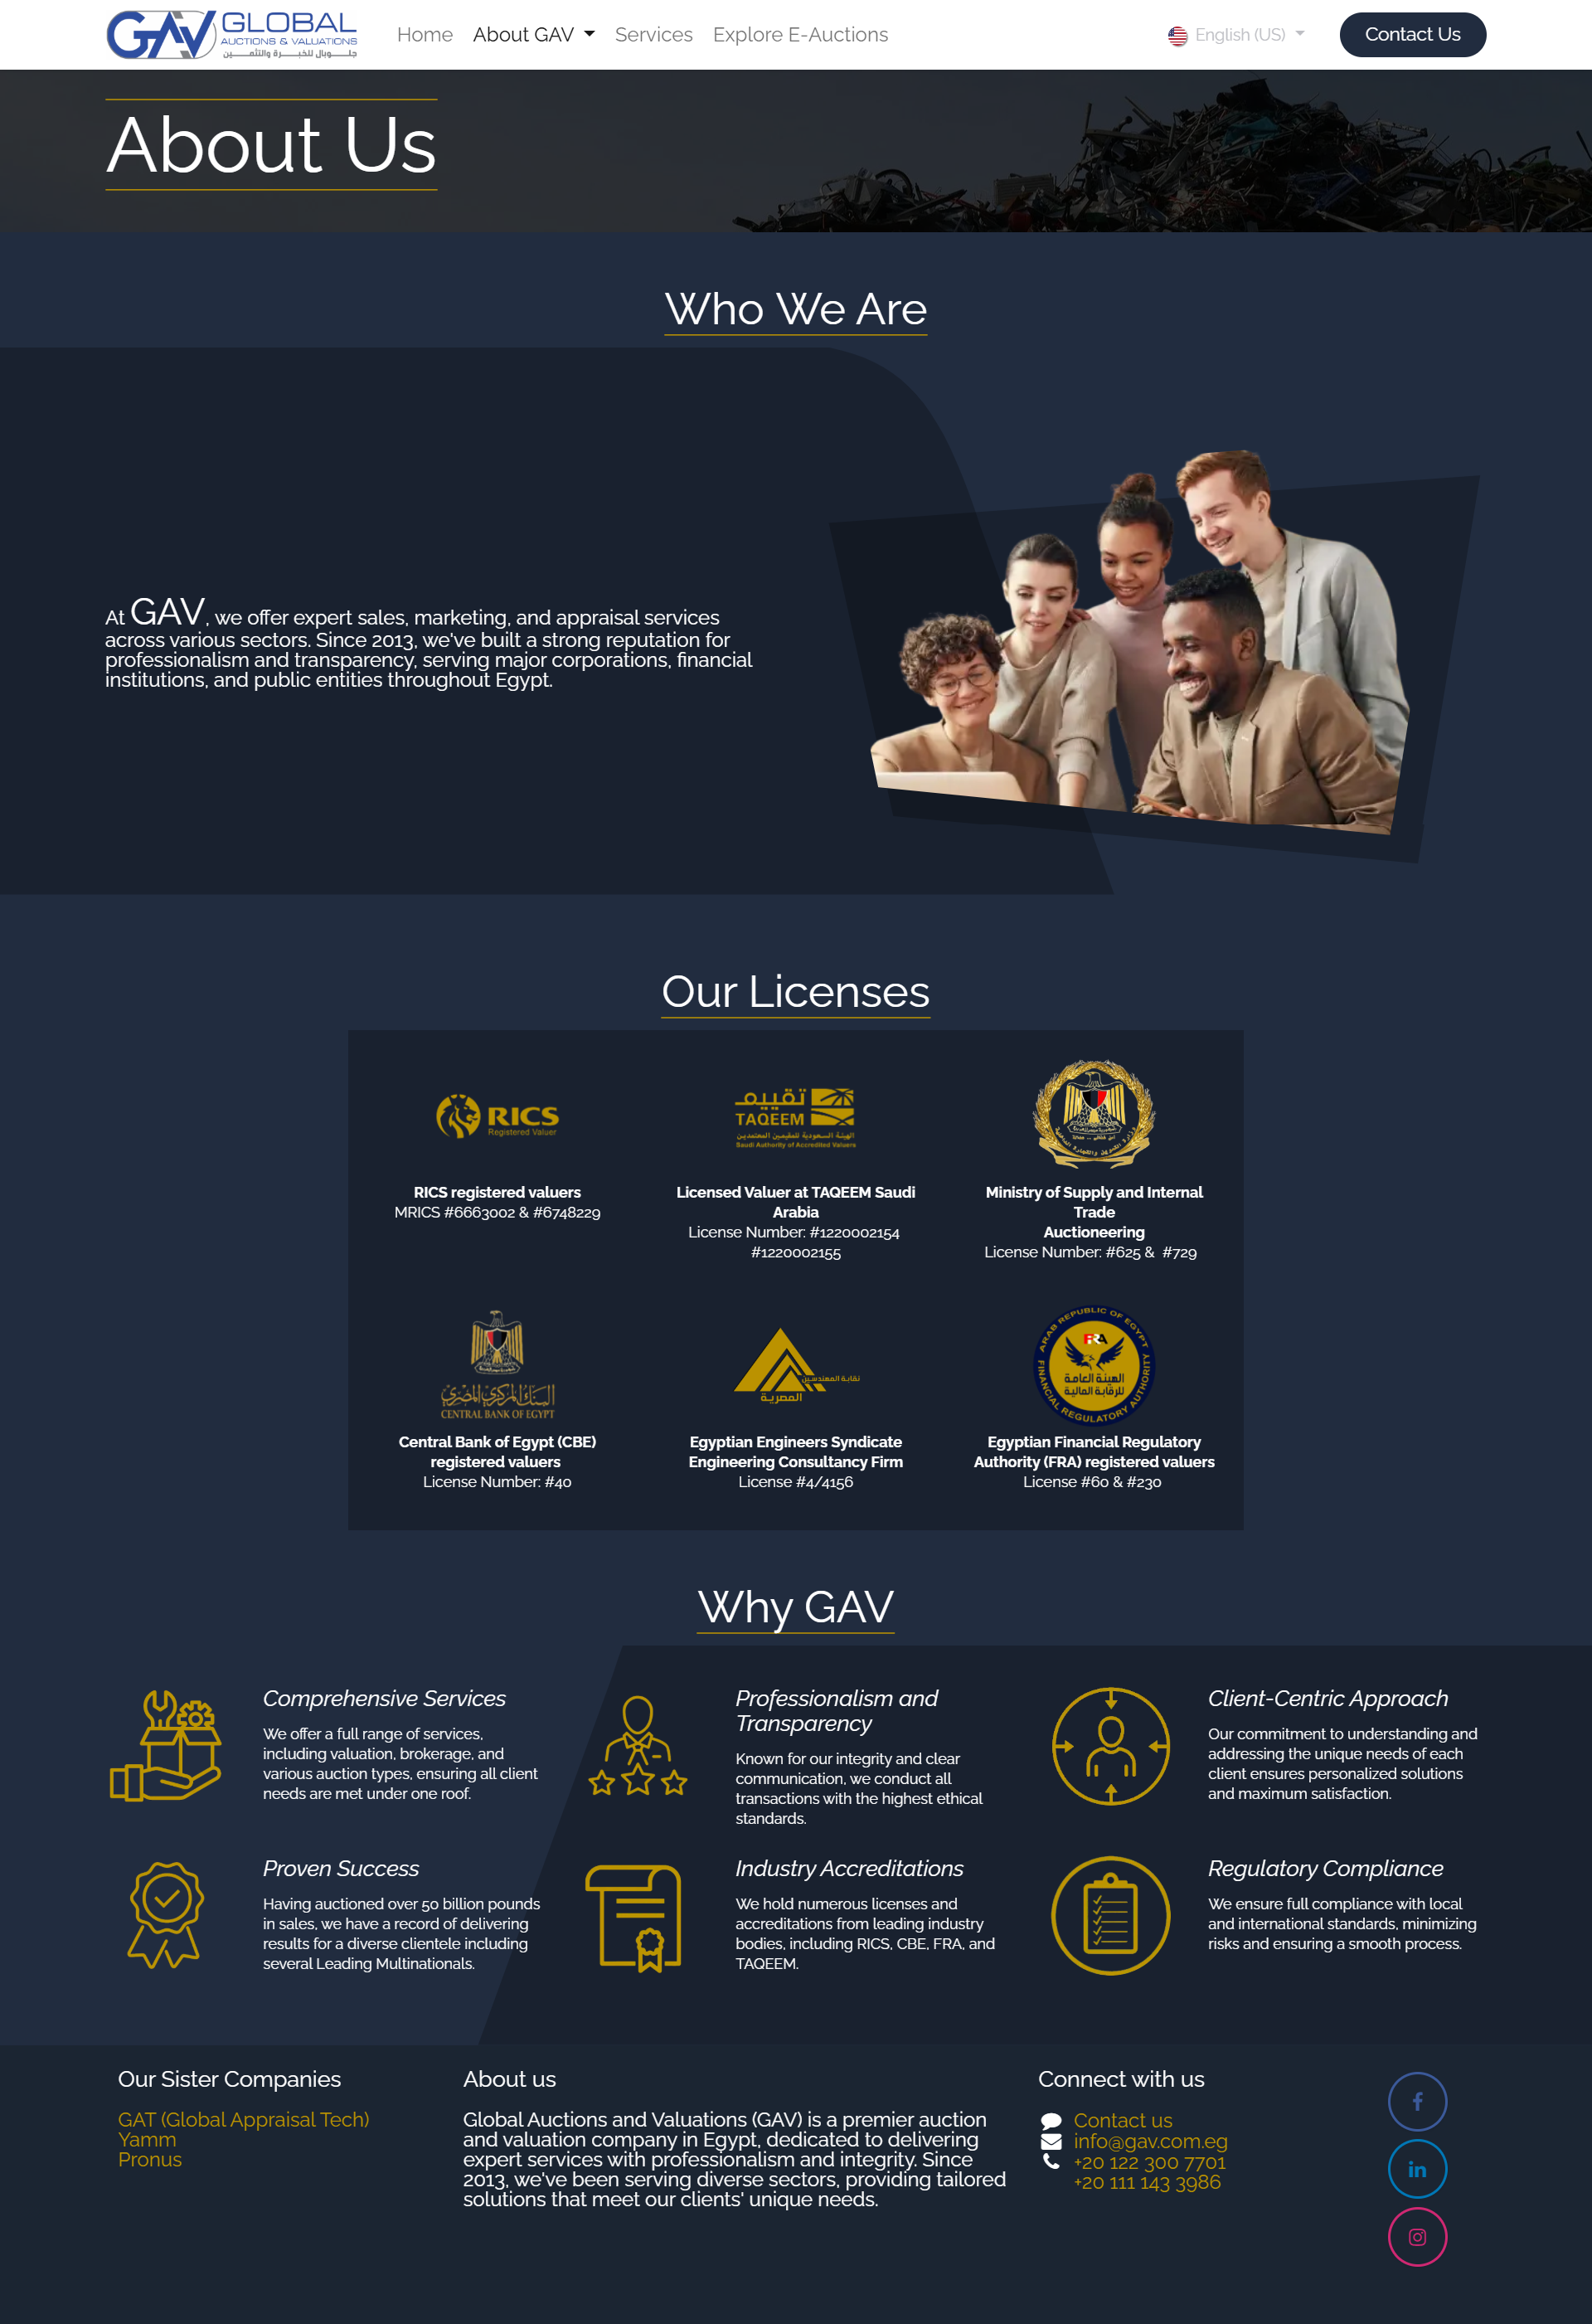 GAV GLOBAL
AUCTIONS & VALUATIONS
جلوبال للخبرة والتثمين
Home
About GAV
Services
Explore E-Auctions
English (US)
Contact Us
About Us
Who We Are
At GAV, we offer expert sales, marketing, and appraisal services
across various sectors. Since 2013, we've built a strong reputation for
professionalism and transparency, serving major corporations, financial
institutions, and public entities throughout Egypt.
Our Licenses
RICS
Registered Valuer
RICS registered valuers
MRICS #6663002 & #6748229
تقييم
TAQEEM
الهيئة السعودية للمقيمين المعتمدين
Saudi Authority of Accredited Valuers
Licensed Valuer at TAQEEM Saudi
Arabia
License Number: #1220002154
#1220002155
Ministry of Supply and Internal
Trade
Auctioneering
License Number: #625 &  #729
البنك المركزي المصري
CENTRAL BANK OF EGYPT
Central Bank of Egypt (CBE)
registered valuers
License Number: #40
نقابة المهندسين
المصرية
Egyptian Engineers Syndicate
Engineering Consultancy Firm
License #4/4156
ARAB REPUBLIC OF EGYPT
FRA
الهيئة العامة
للرقابة المالية
FINANCIAL REGULATORY AUTHORITY
Egyptian Financial Regulatory
Authority (FRA) registered valuers
License #60 & #230
Why GAV
Comprehensive Services
We offer a full range of services,
including valuation, brokerage, and
various auction types, ensuring all client
needs are met under one roof.
Professionalism and
Transparency
Known for our integrity and clear
communication, we conduct all
transactions with the highest ethical
standards.
Client-Centric Approach
Our commitment to understanding and
addressing the unique needs of each
client ensures personalized solutions
and maximum satisfaction.
Proven Success
Having auctioned over 50 billion pounds
in sales, we have a record of delivering
results for a diverse clientele including
several Leading Multinationals.
Industry Accreditations
We hold numerous licenses and
accreditations from leading industry
bodies, including RICS, CBE, FRA, and
TAQEEM.
Regulatory Compliance
We ensure full compliance with local
and international standards, minimizing
risks and ensuring a smooth process.
Our Sister Companies
GAT (Global Appraisal Tech)
Yamm
Pronus
About us
Global Auctions and Valuations (GAV) is a premier auction
and valuation company in Egypt, dedicated to delivering
expert services with professionalism and integrity. Since
2013, we've been serving diverse sectors, providing tailored
solutions that meet our clients' unique needs.
Connect with us
Contact us
info@gav.com.eg
+20 122 300 7701
+20 111 143 3986